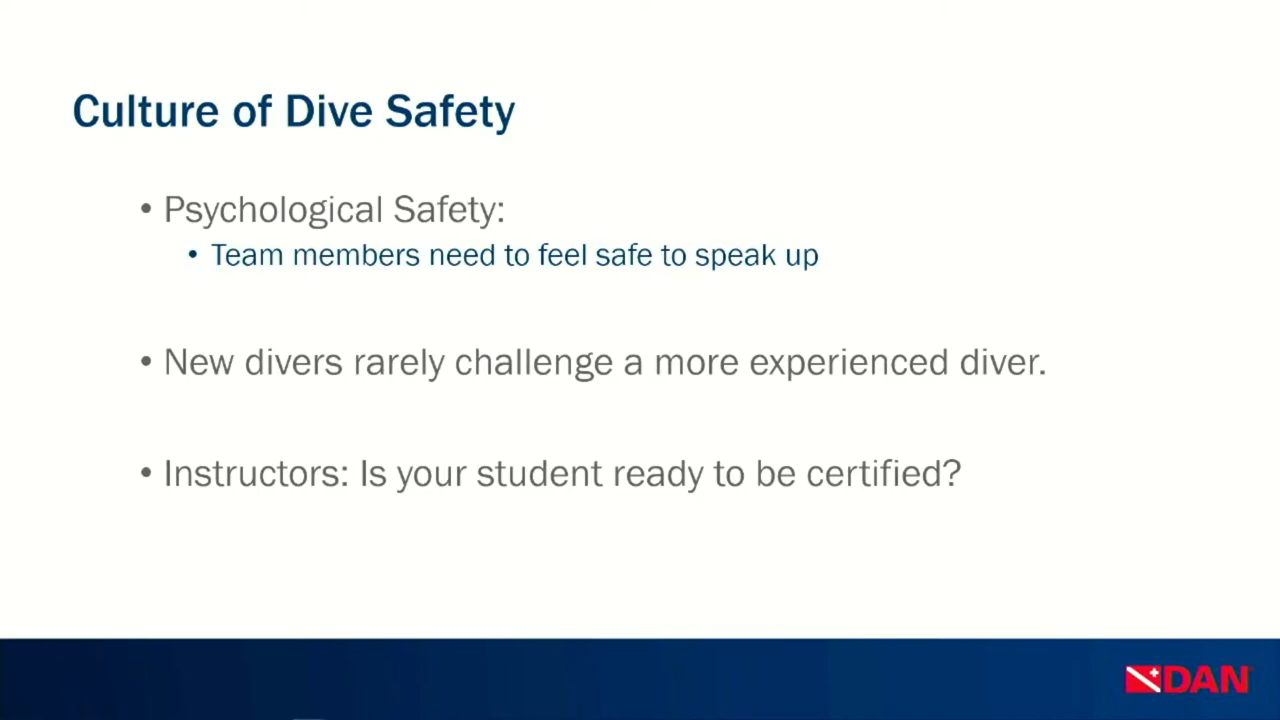 Culture of Dive Safety
• Psychological Safety:
• Team members need to feel safe to speak up
• New divers rarely challenge a more experienced diver.
• Instructors: Is your student ready to be certified?
DAN